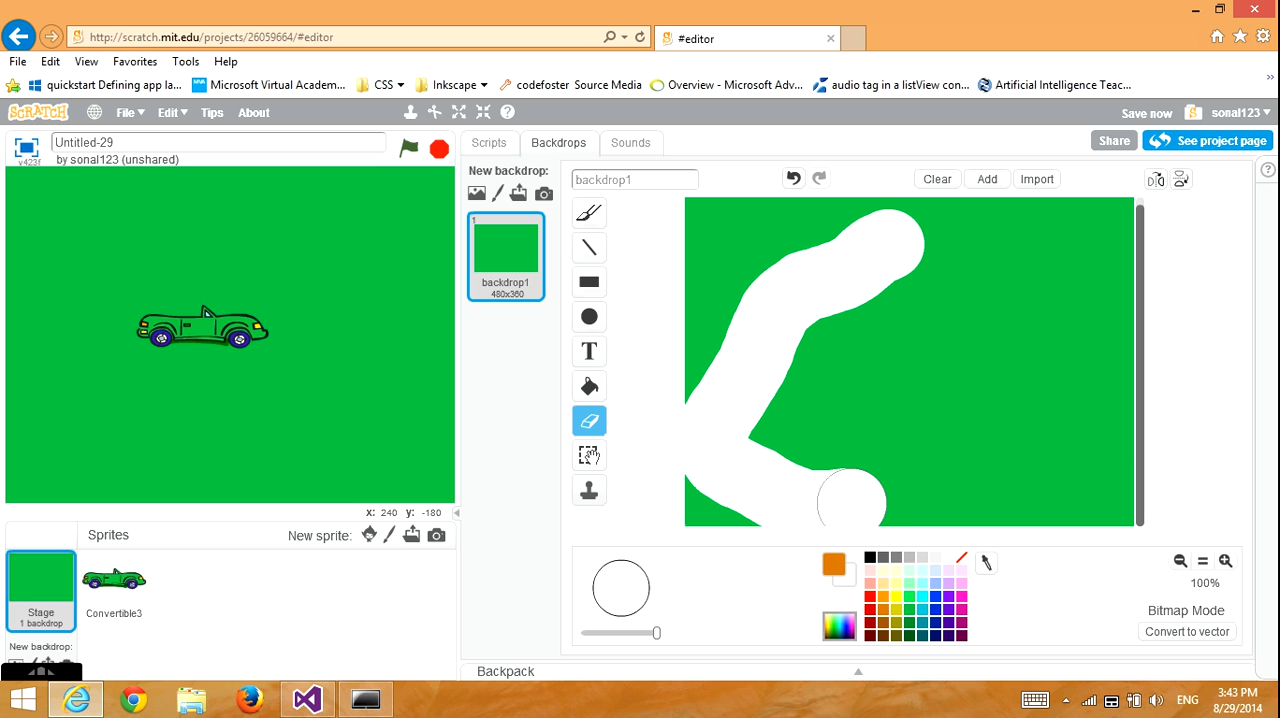 http://scratch.mit.edu/projects/26059664/#editor
#editor
File Edit View Favorites Tools Help
quickstart Defining app la... Microsoft Virtual Academ... CSS Inkscape codefoster Source Media Overview - Microsoft Adv... audio tag in a listView con... Artificial Intelligence Teac...
SCRATCH File Edit Tips About Save now sonal123
v423f Untitled-29
by sonal123 (unshared)
Scripts Backdrops Sounds Share See project page
New backdrop:
backdrop1 Clear Add Import
1
backdrop1
480x360
T
x: 240 y: -180
Sprites New sprite:
Stage
1 backdrop
Convertible3
New backdrop:
100%
Bitmap Mode
Convert to vector
Backpack
ENG
3:43 PM
8/29/2014